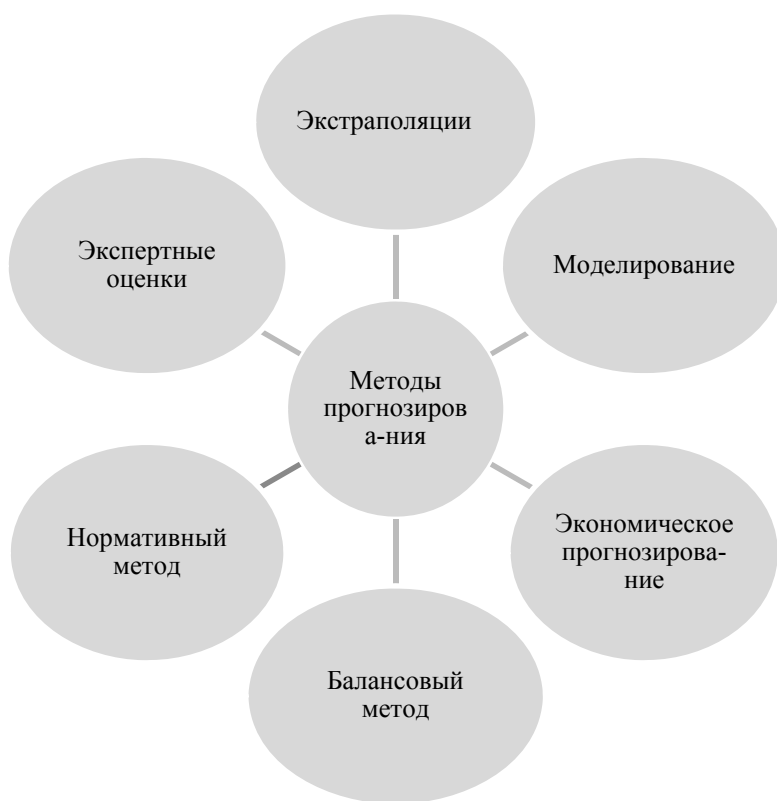 Экстраполяции
Экспертные
оценки
Моделирование
Методы
прогнозиров
а-ния
Нормативный
метод
Экономическое
прогнозирова-
ние
Балансовый
метод